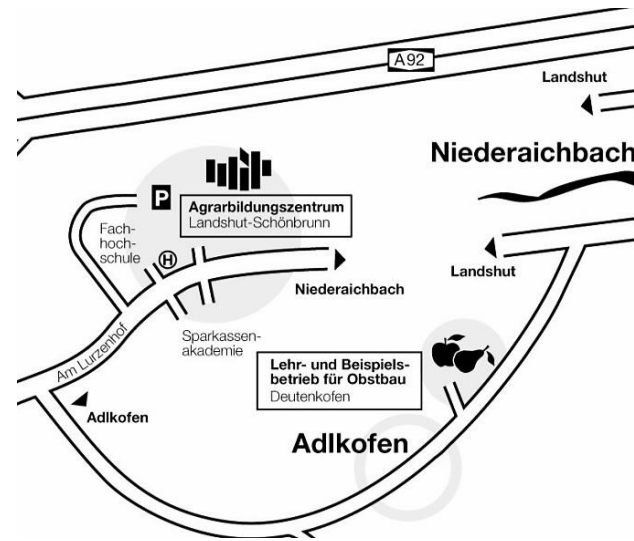 A92
Landshut
Niederaichbach
P
Agrarbildungszentrum
Landshut-Schönbrunn
Fach-
hoch-
schule
H
Landshut
Niederaichbach
Sparkassen-
akademie
Am Lurzenhof
Lehr- und Beispiels-
betrieb für Obstbau
Deutenkofen
Adlkofen
Adlkofen